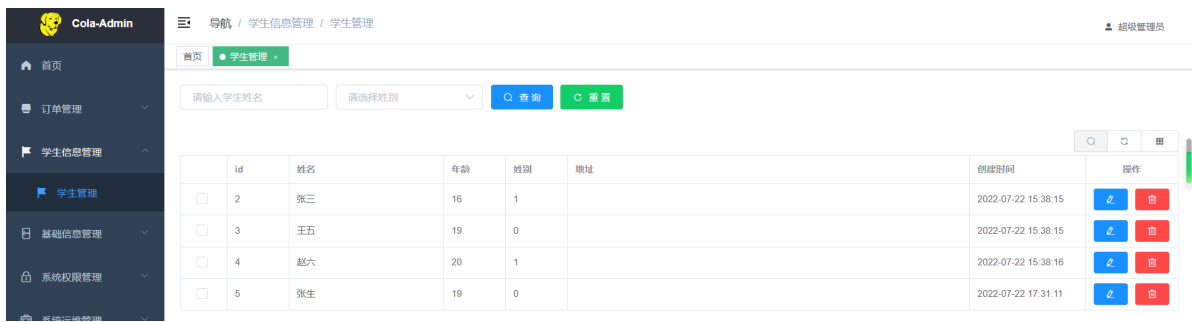 Cola-Admin
导航 / 学生信息管理 / 学生管理
超级管理员
首页
学生管理 ×
首页
订单管理
学生信息管理
学生管理
基础信息管理
系统权限管理
系统运维管理
请输入学生姓名
请选择姓别
查询
重置
id 姓名 年龄 姓别 地址 创建时间 操作
2 张三 16 1 2022-07-22 15:38:15
3 王五 19 0 2022-07-22 15:38:15
4 赵六 20 1 2022-07-22 15:38:16
5 张生 19 0 2022-07-22 17:31:11